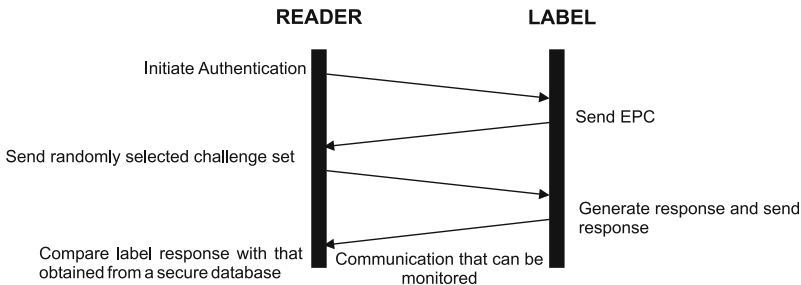 READER
LABEL
Initiate Authentication
Send EPC
Send randomly selected challenge set
Generate response and send
response
Compare label response with that
obtained from a secure database
Communication that can be
monitored